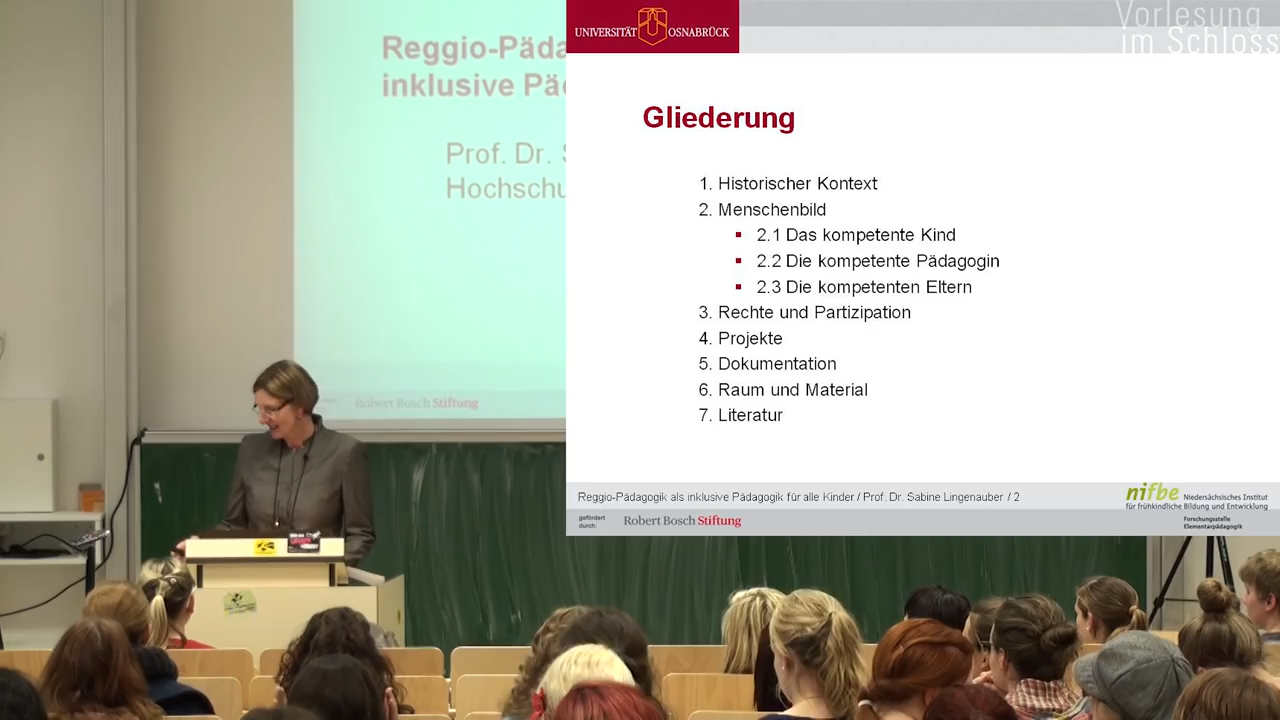 Reggio-Päda
inklusive Pä
Prof. Dr. S
Hochschu
Robert Bosch Stiftung
UNIVERSITÄT OSNABRÜCK
Vorlesung
im Schloss
Gliederung
1. Historischer Kontext
2. Menschenbild
2.1 Das kompetente Kind
2.2 Die kompetente Pädagogin
2.3 Die kompetenten Eltern
3. Rechte und Partizipation
4. Projekte
5. Dokumentation
6. Raum und Material
7. Literatur
Reggio-Pädagogik als inklusive Pädagogik für alle Kinder / Prof. Dr. Sabine Lingenauber / 2
nifbe Niedersächsisches Institut
für frühkindliche Bildung und Entwicklung
Forschungsstelle
Elementarpädagogik
gefördert
durch:
Robert Bosch Stiftung